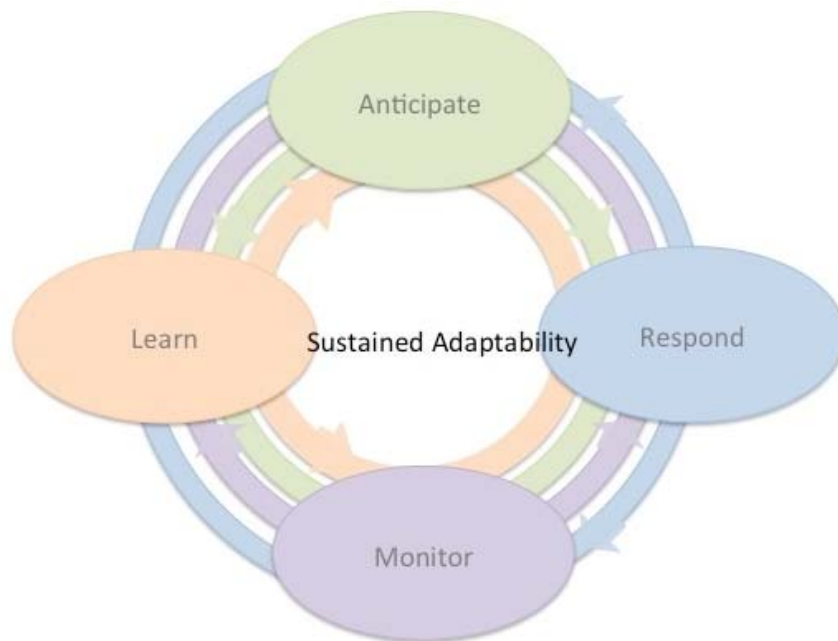 Anticipate
Learn
Sustained Adaptability
Respond
Monitor